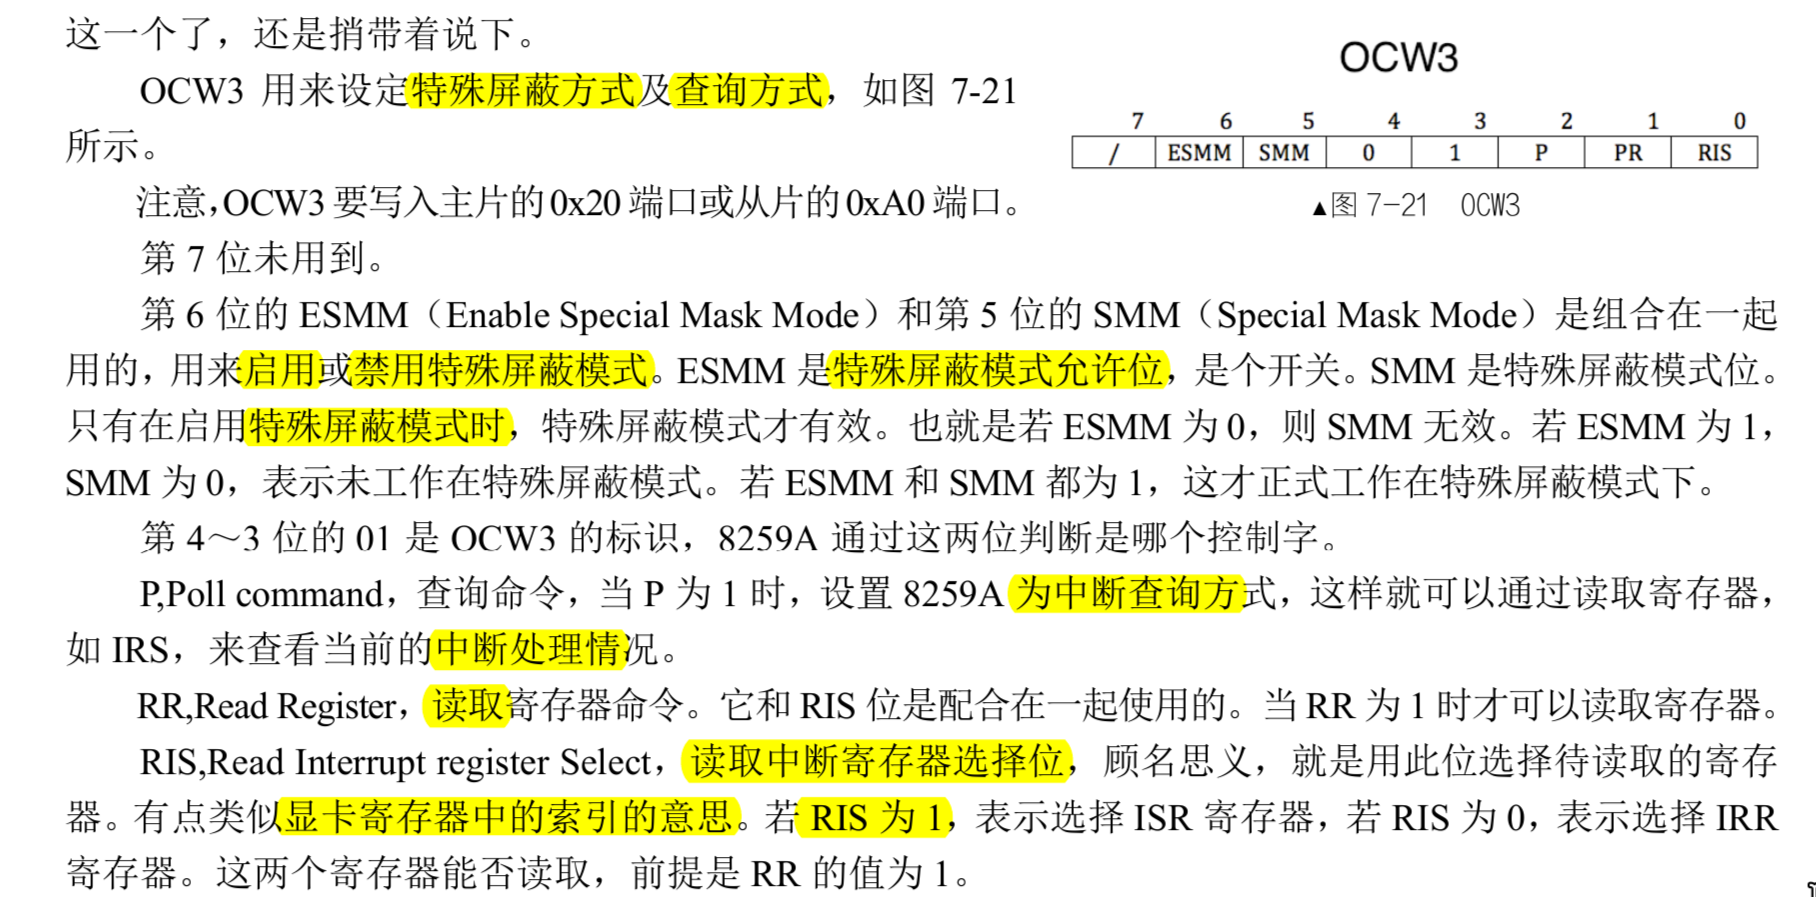 这一个了，还是捎带着说下。
OCW3 用来设定特殊屏蔽方式及查询方式，如图 7-21
所示。
注意，OCW3 要写入主片的 0x20 端口或从片的 0xA0 端口。
OCW3
7 6 5 4 3 2 1 0
/ ESMM SMM 0 1 P PR RIS
▲图 7-21 OCW3
第 7 位未用到。
第 6 位的 ESMM（Enable Special Mask Mode）和第 5 位的 SMM（Special Mask Mode）是组合在一起
用的，用来启用或禁用特殊屏蔽模式。ESMM 是特殊屏蔽模式允许位，是个开关。SMM 是特殊屏蔽模式位。
只有在启用特殊屏蔽模式时，特殊屏蔽模式才有效。也就是若 ESMM 为 0，则 SMM 无效。若 ESMM 为 1，
SMM 为 0，表示未工作在特殊屏蔽模式。若 ESMM 和 SMM 都为 1，这才正式工作在特殊屏蔽模式下。
第 4～3 位的 01 是 OCW3 的标识，8259A 通过这两位判断是哪个控制字。
P,Poll command，查询命令，当 P 为 1 时，设置 8259A 为中断查询方式，这样就可以通过读取寄存器，
如 IRS，来查看当前的中断处理情况。
RR,Read Register，读取寄存器命令。它和 RIS 位是配合在一起使用的。当 RR 为 1 时才可以读取寄存器。
RIS,Read Interrupt register Select，读取中断寄存器选择位，顾名思义，就是用此位选择待读取的寄存
器。有点类似显卡寄存器中的索引的意思。若 RIS 为 1，表示选择 ISR 寄存器，若 RIS 为 0，表示选择 IRR
寄存器。这两个寄存器能否读取，前提是 RR 的值为 1。